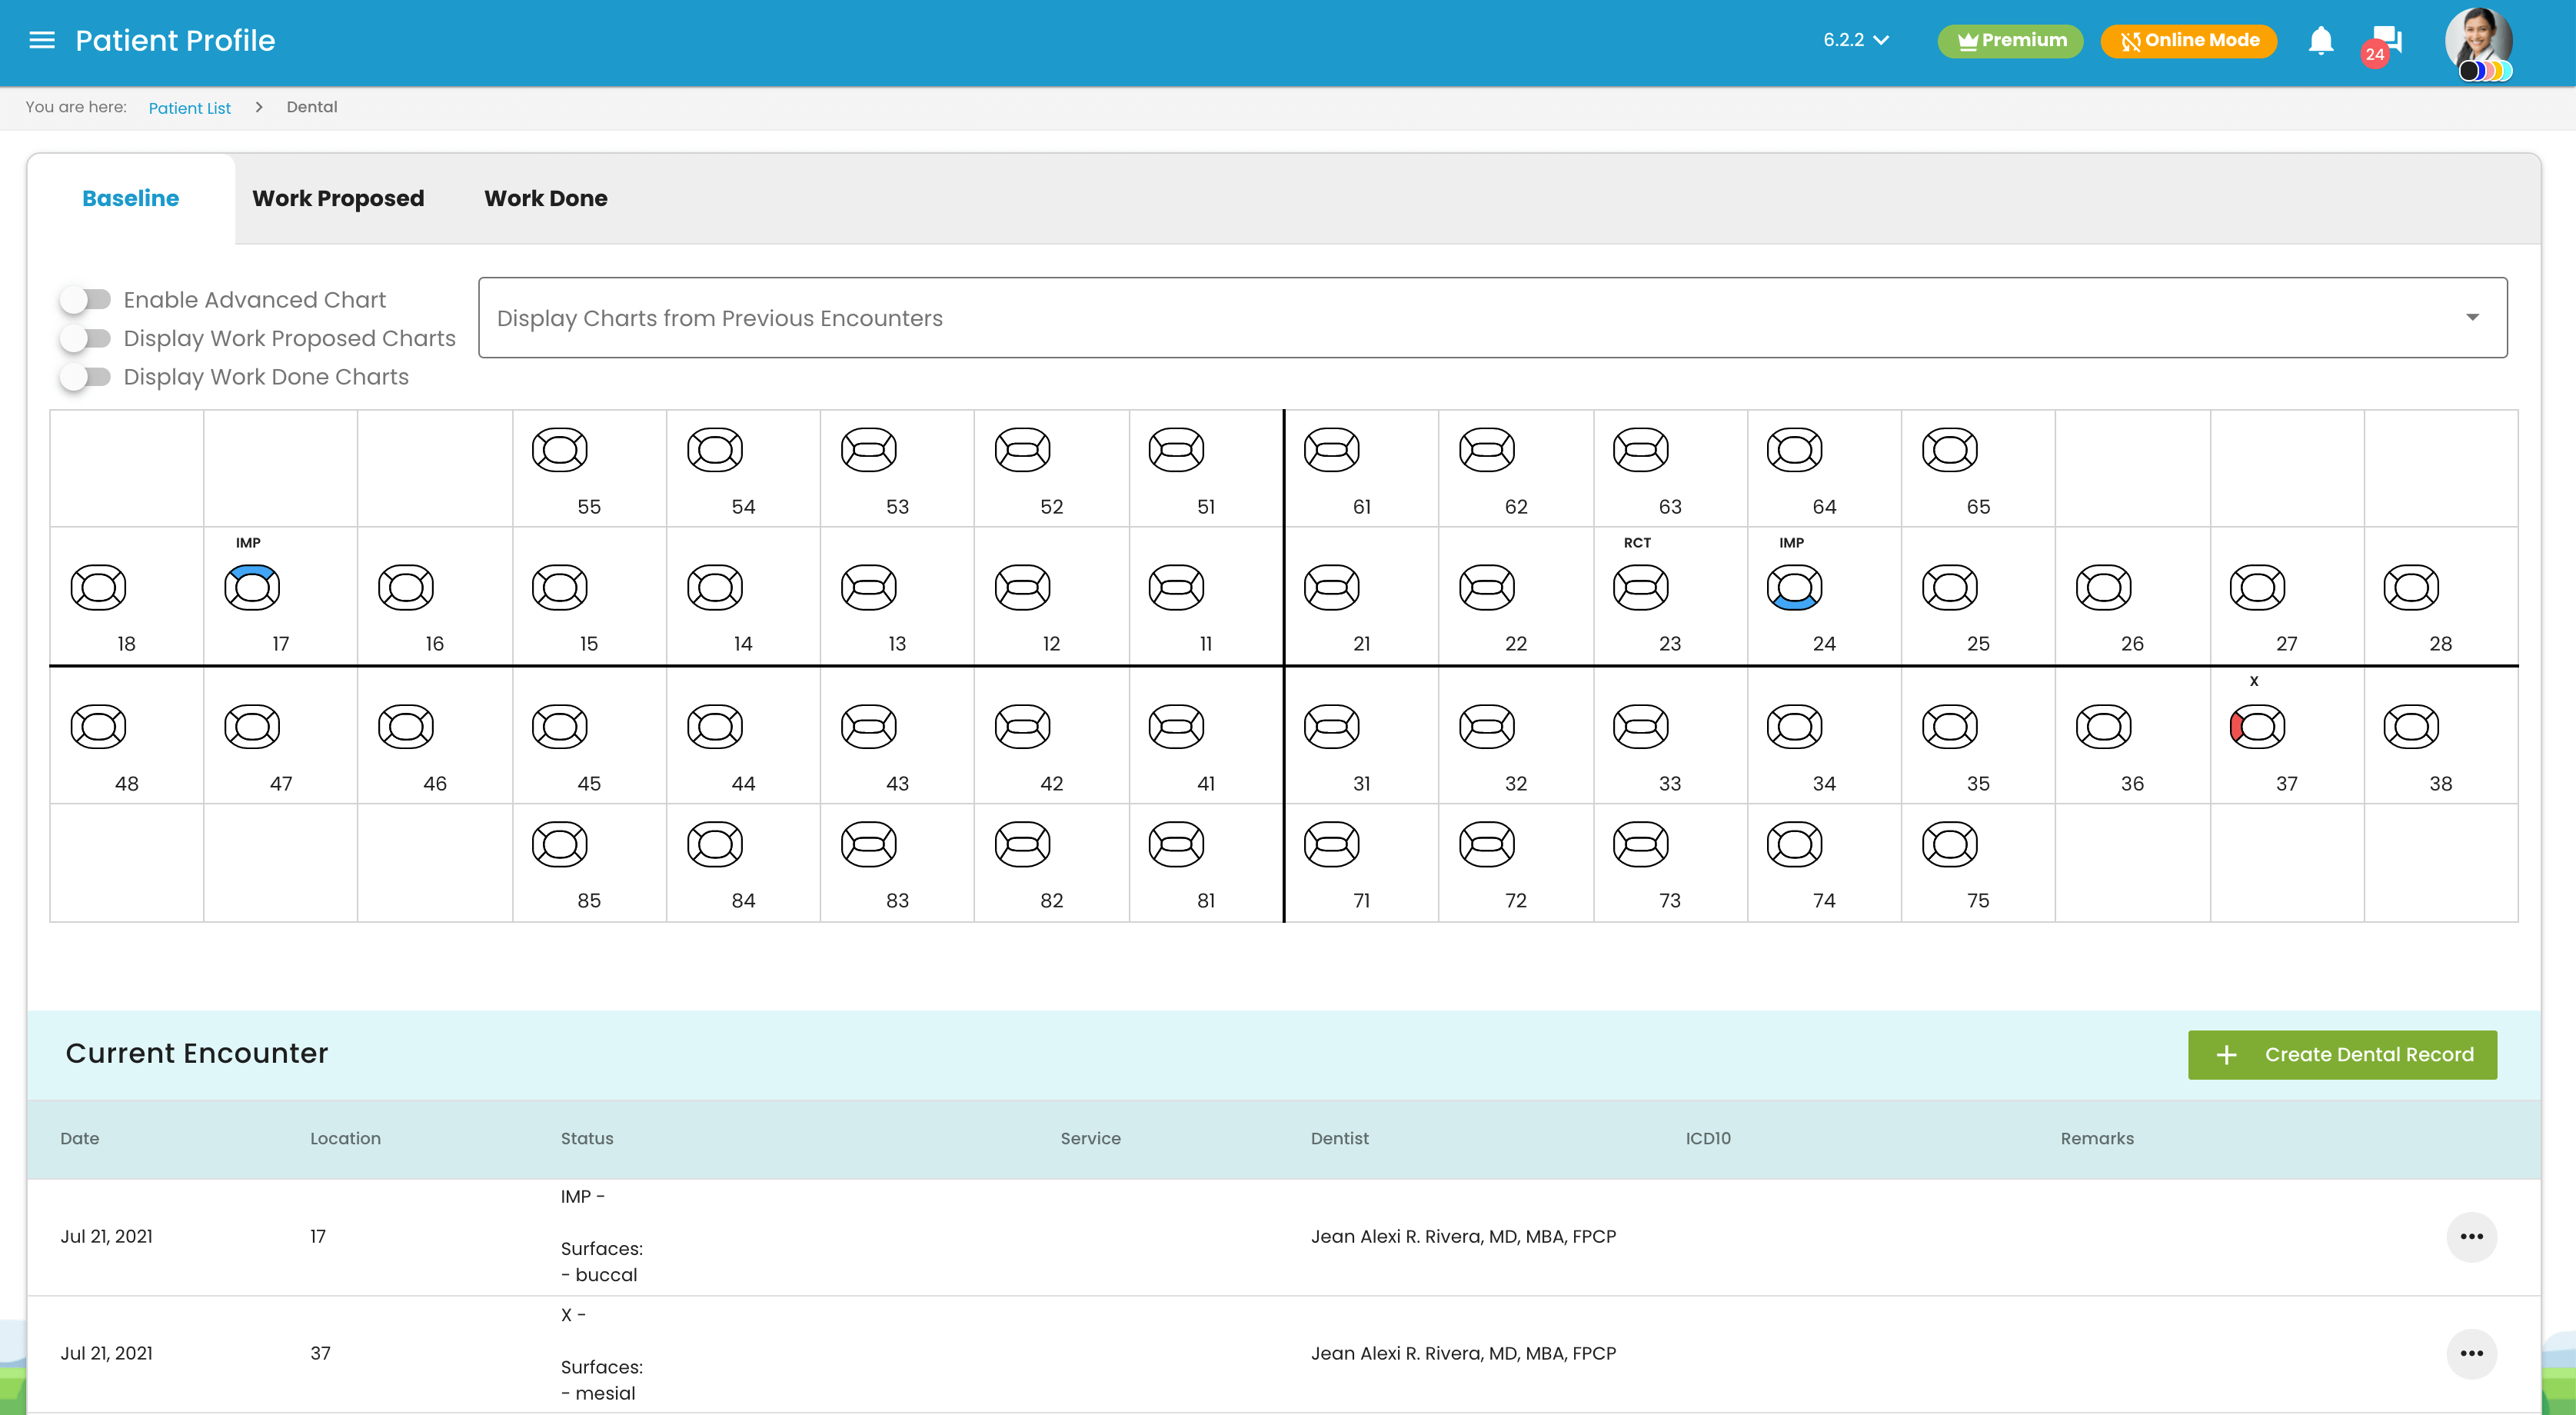 Patient Profile
6.2.2
Premium
Online Mode
24
You are here: Patient List > Dental
Baseline
Work Proposed
Work Done
Enable Advanced Chart
Display Work Proposed Charts
Display Work Done Charts
Display Charts from Previous Encounters
55 54 53 52 51 61 62 63 64 65
IMP RCT IMP
18 17 16 15 14 13 12 11 21 22 23 24 25 26 27 28
X
48 47 46 45 44 43 42 41 31 32 33 34 35 36 37 38
85 84 83 82 81 71 72 73 74 75
Current Encounter
+ Create Dental Record
Date Location Status Service Dentist ICD10 Remarks
IMP -
Jul 21, 2021 17 Jean Alexi R. Rivera, MD, MBA, FPCP
Surfaces:
- buccal
X -
Jul 21, 2021 37 Jean Alexi R. Rivera, MD, MBA, FPCP
Surfaces:
- mesial